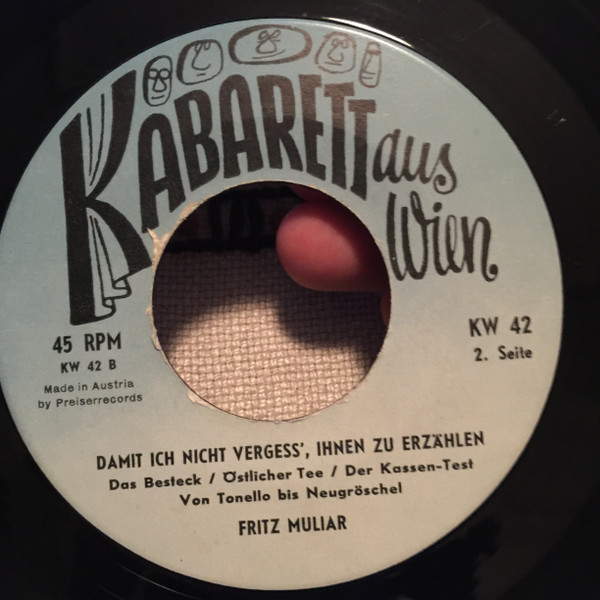 KABARETT aus
Wien
45 RPM
KW 42 B
Made in Austria
by Preiserrecords
KW 42
2. Seite
DAMIT ICH NICHT VERGESS', IHNEN ZU ERZÄHLEN
Das Besteck / Östlicher Tee / Der Kassen-Test
Von Tonello bis Neugröschel
FRITZ MULIAR